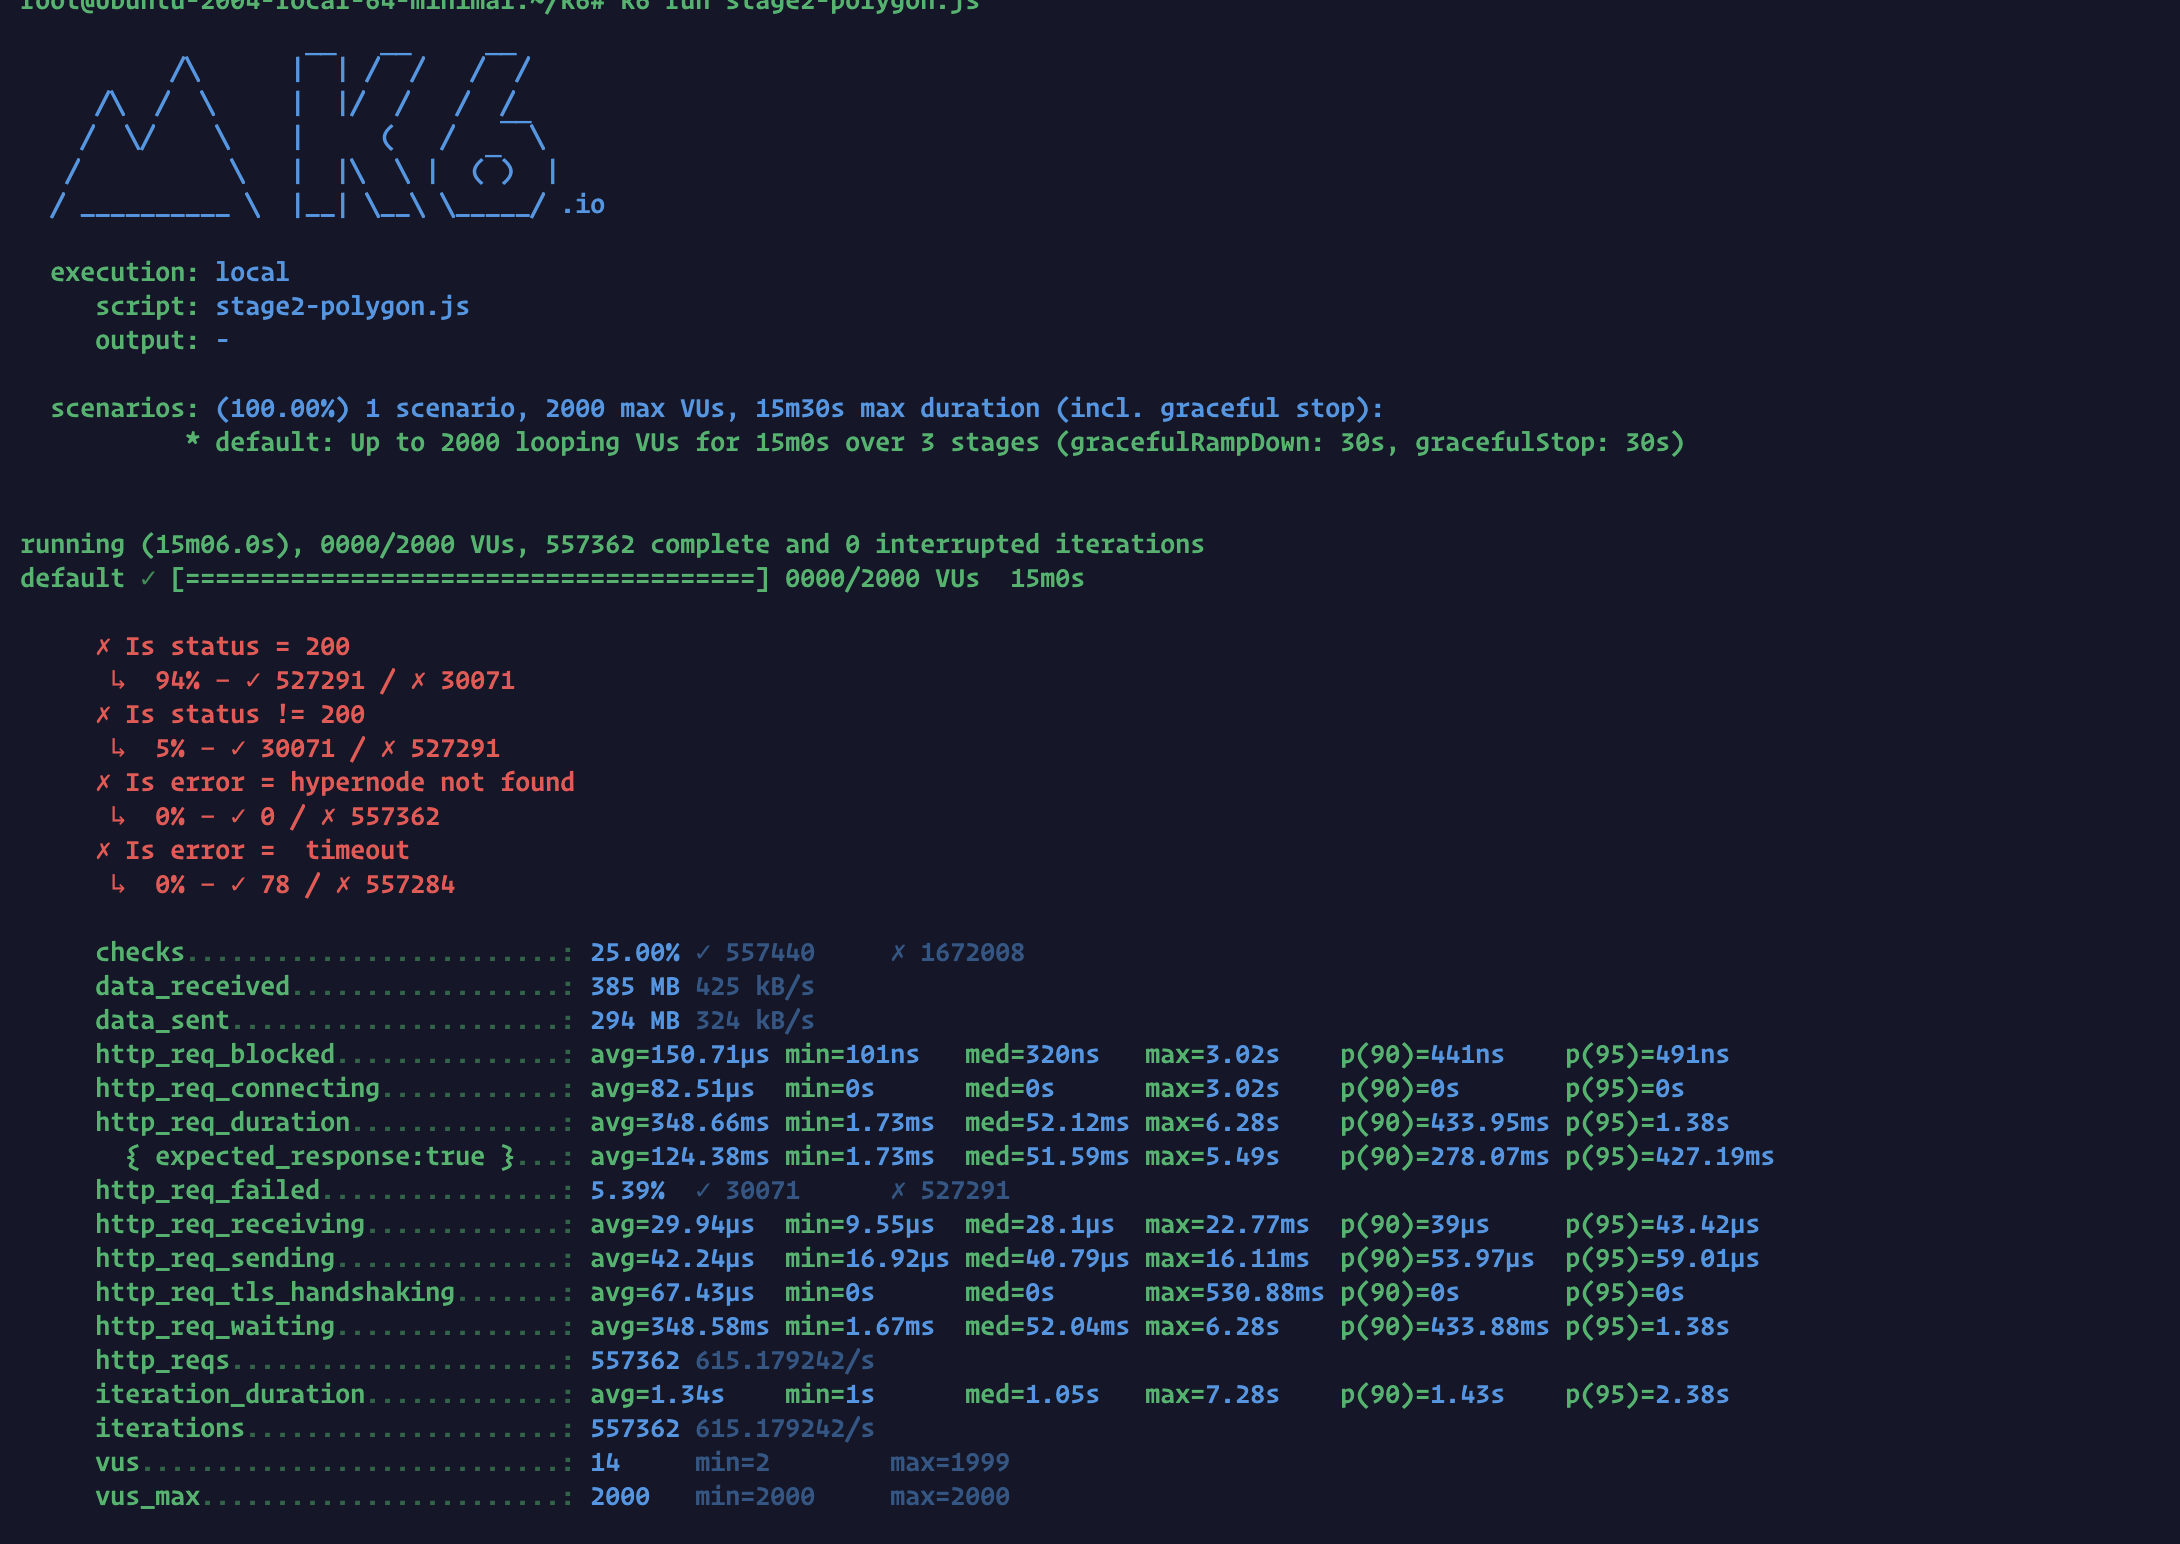 root@Ubuntu-2004-local-64-minimal:~/k6# k6 run stage2-polygon.js
.io
execution: local
script: stage2-polygon.js
output: -
scenarios: (100.00%) 1 scenario, 2000 max VUs, 15m30s max duration (incl. graceful stop):
* default: Up to 2000 looping VUs for 15m0s over 3 stages (gracefulRampDown: 30s, gracefulStop: 30s)
running (15m06.0s), 0000/2000 VUs, 557362 complete and 0 interrupted iterations
default ✓ [======================================] 0000/2000 VUs  15m0s
✗ Is status = 200
↳  94% — ✓ 527291 / ✗ 30071
✗ Is status != 200
↳  5% — ✓ 30071 / ✗ 527291
✗ Is error = hypernode not found
↳  0% — ✓ 0 / ✗ 557362
✗ Is error =  timeout
↳  0% — ✓ 78 / ✗ 557284
checks.........................: 25.00% ✓ 557440     ✗ 1672008
data_received..................: 385 MB 425 kB/s
data_sent......................: 294 MB 324 kB/s
http_req_blocked...............: avg=150.71µs min=101ns   med=320ns   max=3.02s    p(90)=441ns    p(95)=491ns
http_req_connecting............: avg=82.51µs  min=0s      med=0s      max=3.02s    p(90)=0s       p(95)=0s
http_req_duration..............: avg=348.66ms min=1.73ms  med=52.12ms max=6.28s    p(90)=433.95ms p(95)=1.38s
{ expected_response:true }...: avg=124.38ms min=1.73ms  med=51.59ms max=5.49s    p(90)=278.07ms p(95)=427.19ms
http_req_failed................: 5.39%  ✓ 30071      ✗ 527291
http_req_receiving.............: avg=29.94µs  min=9.55µs  med=28.1µs  max=22.77ms  p(90)=39µs     p(95)=43.42µs
http_req_sending...............: avg=42.24µs  min=16.92µs med=40.79µs max=16.11ms  p(90)=53.97µs  p(95)=59.01µs
http_req_tls_handshaking.......: avg=67.43µs  min=0s      med=0s      max=530.88ms p(90)=0s       p(95)=0s
http_req_waiting...............: avg=348.58ms min=1.67ms  med=52.04ms max=6.28s    p(90)=433.88ms p(95)=1.38s
http_reqs......................: 557362 615.179242/s
iteration_duration.............: avg=1.34s    min=1s      med=1.05s   max=7.28s    p(90)=1.43s    p(95)=2.38s
iterations.....................: 557362 615.179242/s
vus............................: 14     min=2        max=1999
vus_max........................: 2000   min=2000     max=2000